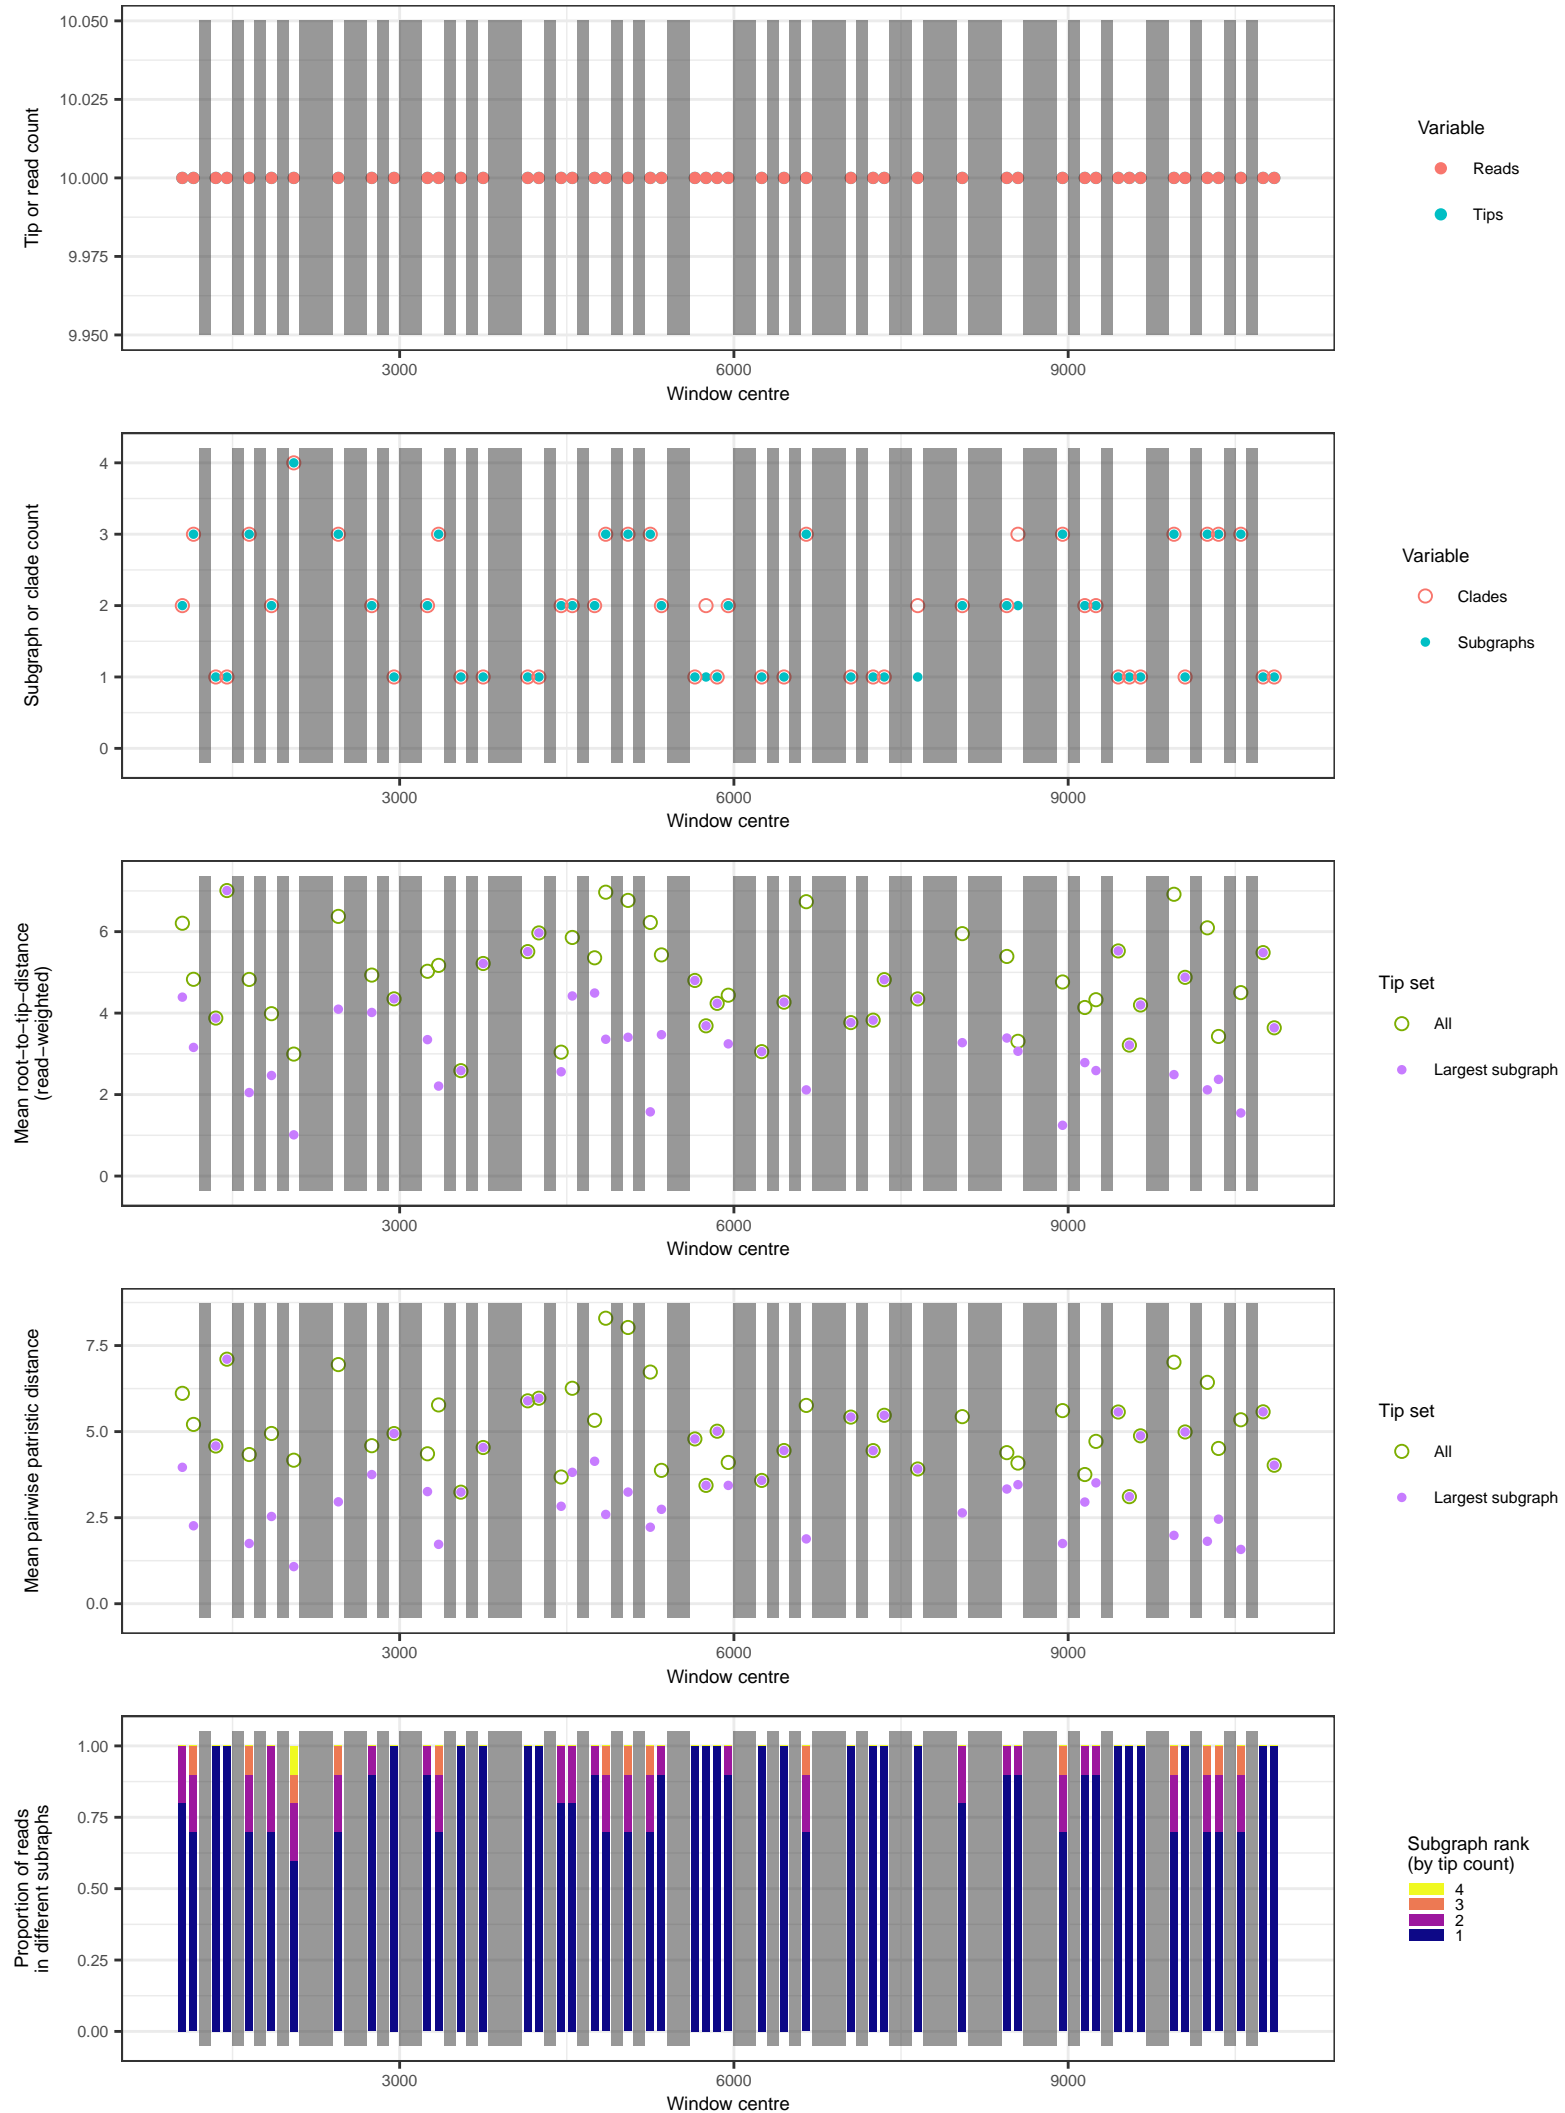 10.050
10.025
10.000
9.975
9.950
Tip or read count
3000
6000
9000
Window centre
Variable
Reads
Tips
4
3
2
1
0
Subgraph or clade count
3000
6000
9000
Window centre
Variable
Clades
Subgraphs
6
4
2
0
Mean root−to−tip−distance
(read−weighted)
3000
6000
9000
Window centre
Tip set
All
Largest subgraph
7.5
5.0
2.5
0.0
Mean pairwise patristic distance
3000
6000
9000
Window centre
Tip set
All
Largest subgraph
1.00
0.75
0.50
0.25
0.00
Proportion of reads
in different subraphs
3000
6000
9000
Window centre
Subgraph rank
(by tip count)
4
3
2
1